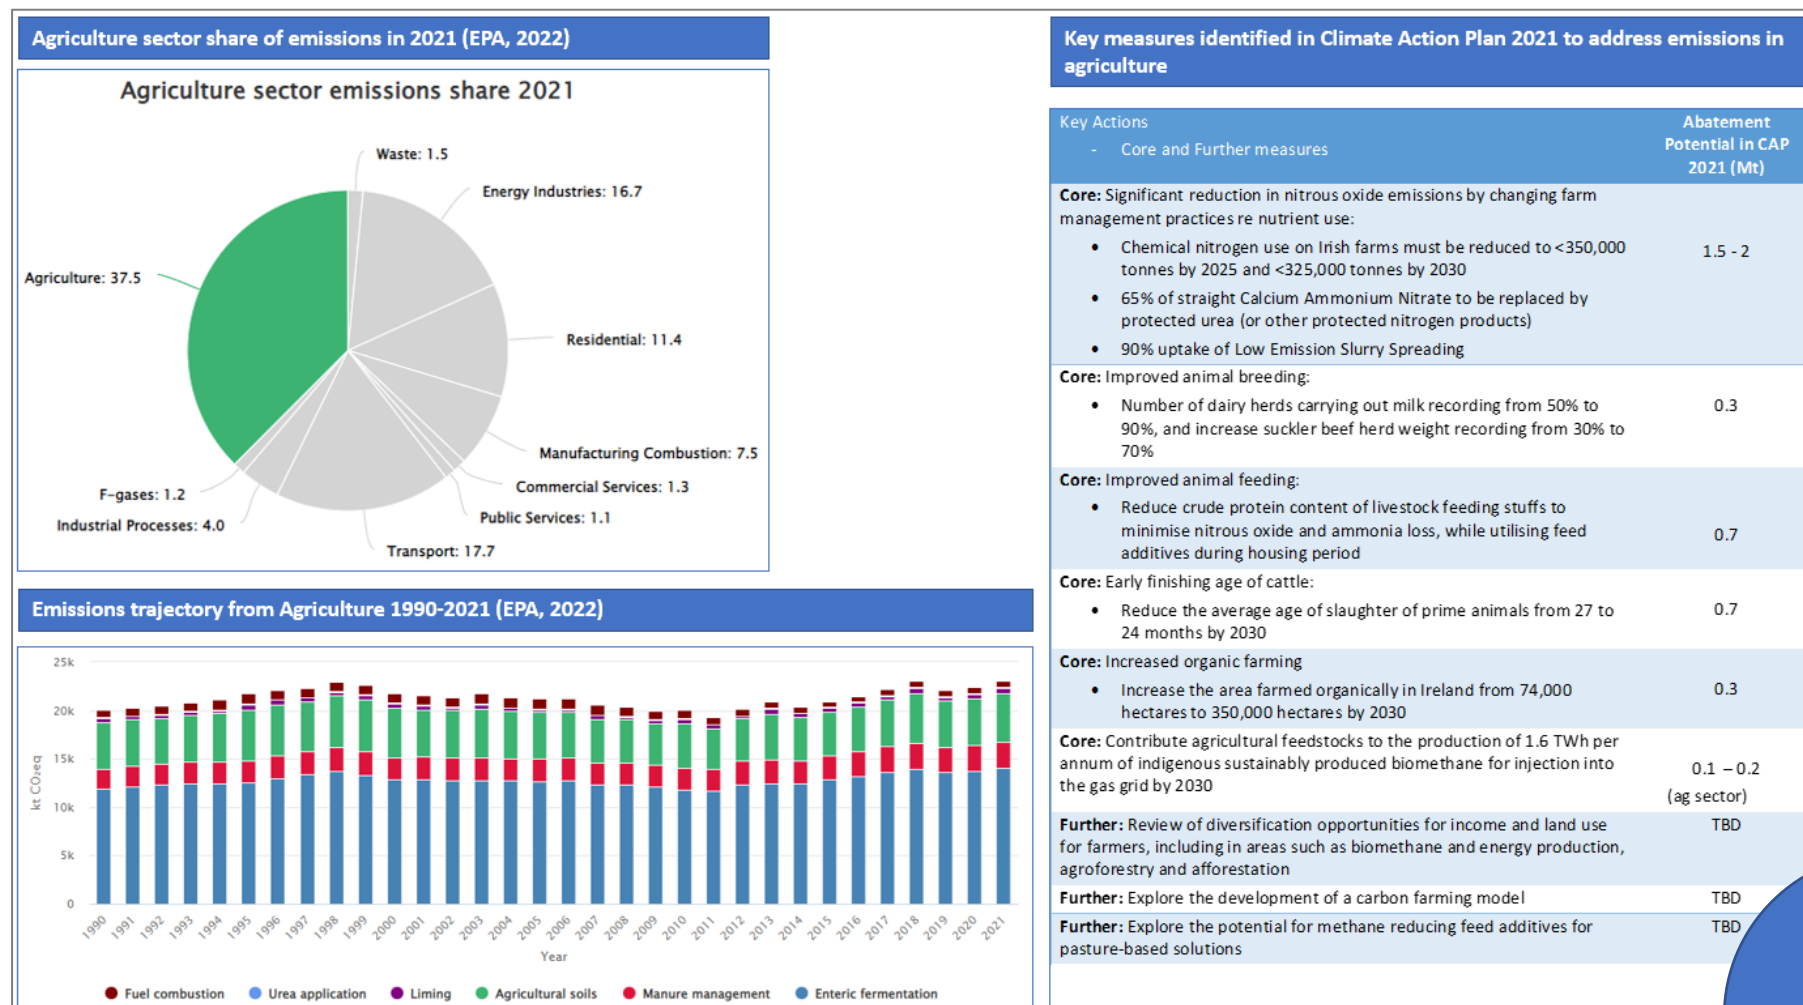 Agriculture sector share of emissions in 2021 (EPA, 2022)
Agriculture sector emissions share 2021
Waste: 1.5
Energy Industries: 16.7
Agriculture: 37.5
Residential: 11.4
Manufacturing Combustion: 7.5
Commercial Services: 1.3
F-gases: 1.2
Public Services: 1.1
Industrial Processes: 4.0
Transport: 17.7
Emissions trajectory from Agriculture 1990-2021 (EPA, 2022)
25k
20k
15k
10k
5k
0
kt CO₂eq
1990 1991 1992 1993 1994 1995 1996 1997 1998 1999 2000 2001 2002 2003 2004 2005 2006 2007 2008 2009 2010 2011 2012 2013 2014 2015 2016 2017 2018 2019 2020 2021
Year
Fuel combustion Urea application Liming Agricultural soils Manure management Enteric fermentation
Key measures identified in Climate Action Plan 2021 to address emissions in
agriculture
Key Actions
- Core and Further measures
Abatement
Potential in CAP
2021 (Mt)
Core: Significant reduction in nitrous oxide emissions by changing farm
management practices re nutrient use:
• Chemical nitrogen use on Irish farms must be reduced to <350,000
tonnes by 2025 and <325,000 tonnes by 2030
1.5 - 2
• 65% of straight Calcium Ammonium Nitrate to be replaced by
protected urea (or other protected nitrogen products)
• 90% uptake of Low Emission Slurry Spreading
Core: Improved animal breeding:
• Number of dairy herds carrying out milk recording from 50% to
90%, and increase suckler beef herd weight recording from 30% to
70%
0.3
Core: Improved animal feeding:
• Reduce crude protein content of livestock feeding stuffs to
minimise nitrous oxide and ammonia loss, while utilising feed
additives during housing period
0.7
Core: Early finishing age of cattle:
• Reduce the average age of slaughter of prime animals from 27 to
24 months by 2030
0.7
Core: Increased organic farming
• Increase the area farmed organically in Ireland from 74,000
hectares to 350,000 hectares by 2030
0.3
Core: Contribute agricultural feedstocks to the production of 1.6 TWh per
annum of indigenous sustainably produced biomethane for injection into
the gas grid by 2030
0.1 – 0.2
(ag sector)
Further: Review of diversification opportunities for income and land use
for farmers, including in areas such as biomethane and energy production,
agroforestry and afforestation
TBD
Further: Explore the development of a carbon farming model
TBD
Further: Explore the potential for methane reducing feed additives for
pasture-based solutions
TBD